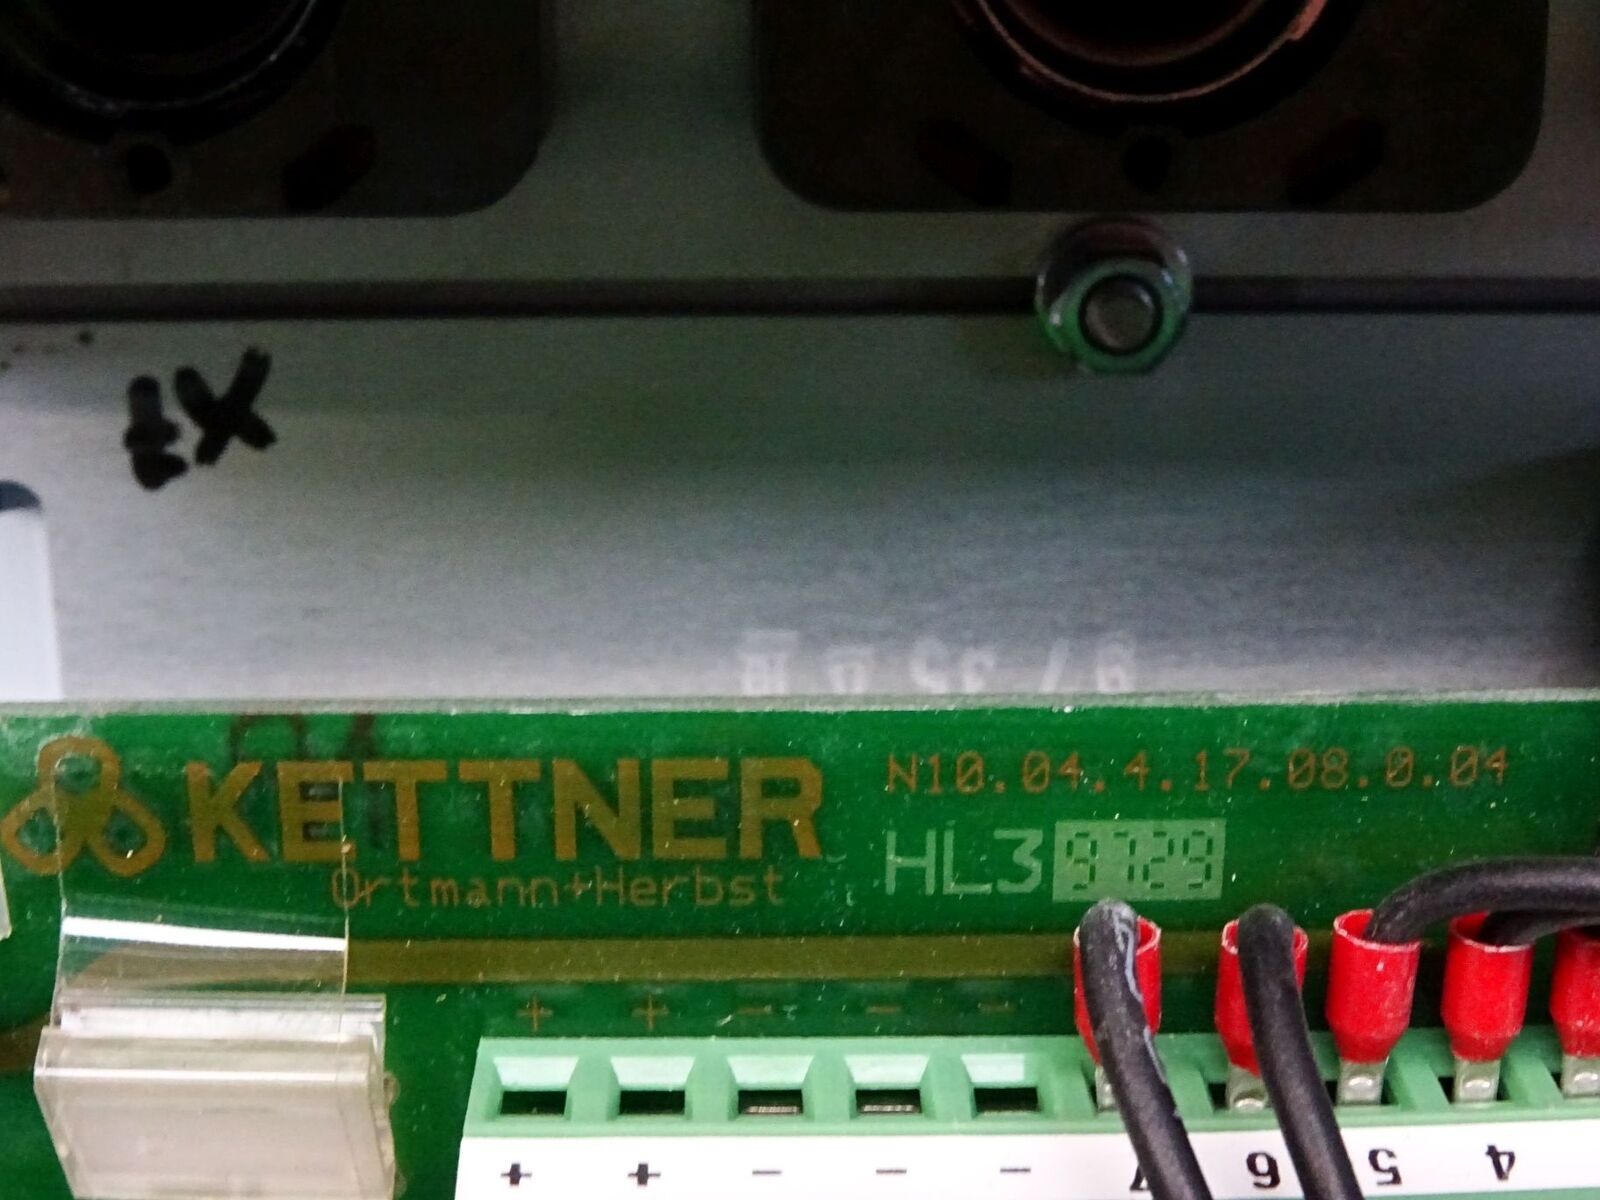 KETTNER
Ortmann+Herbst
N10.04.4.17.08.0.04
HL3 9729
+ + - - -
+ + - - - 7 6 5 4